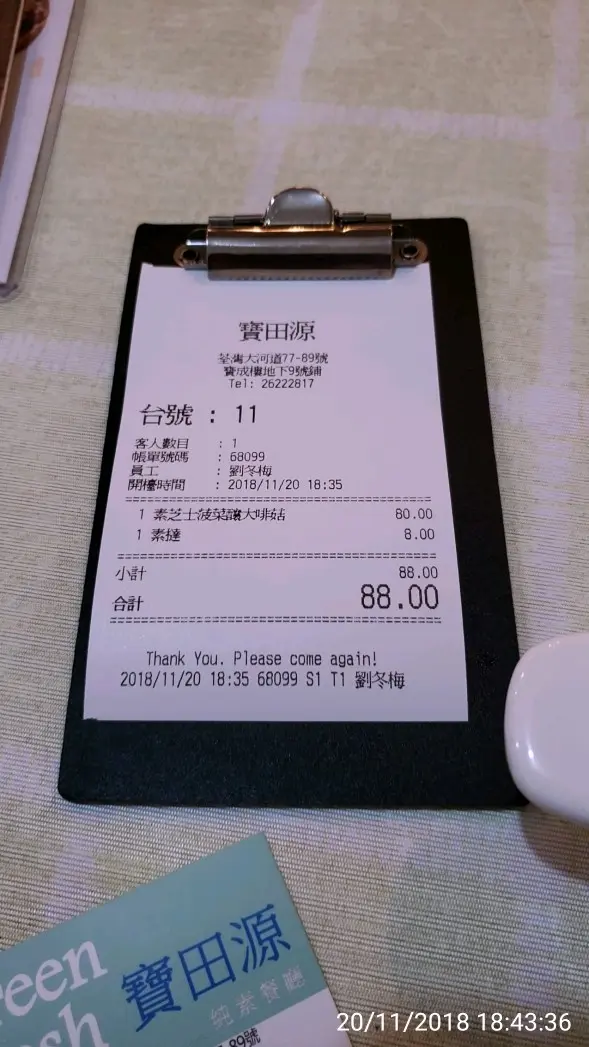 寶田源
荃灣大河道77-89號
寶成樓地下9號鋪
Tel: 26222817
台號 : 11
客人數目 : 1
帳單號碼 : 68099
員工 : 劉冬梅
開檯時間 : 2018/11/20 18:35
1 素芝士菠菜釀大啡菇 80.00
1 素撻 8.00
小計 88.00
合計 88.00
Thank You. Please come again!
2018/11/20 18:35 68099 S1 T1 劉冬梅
reen
寶田源
sh
純素餐廳
-89號
20/11/2018 18:43:36